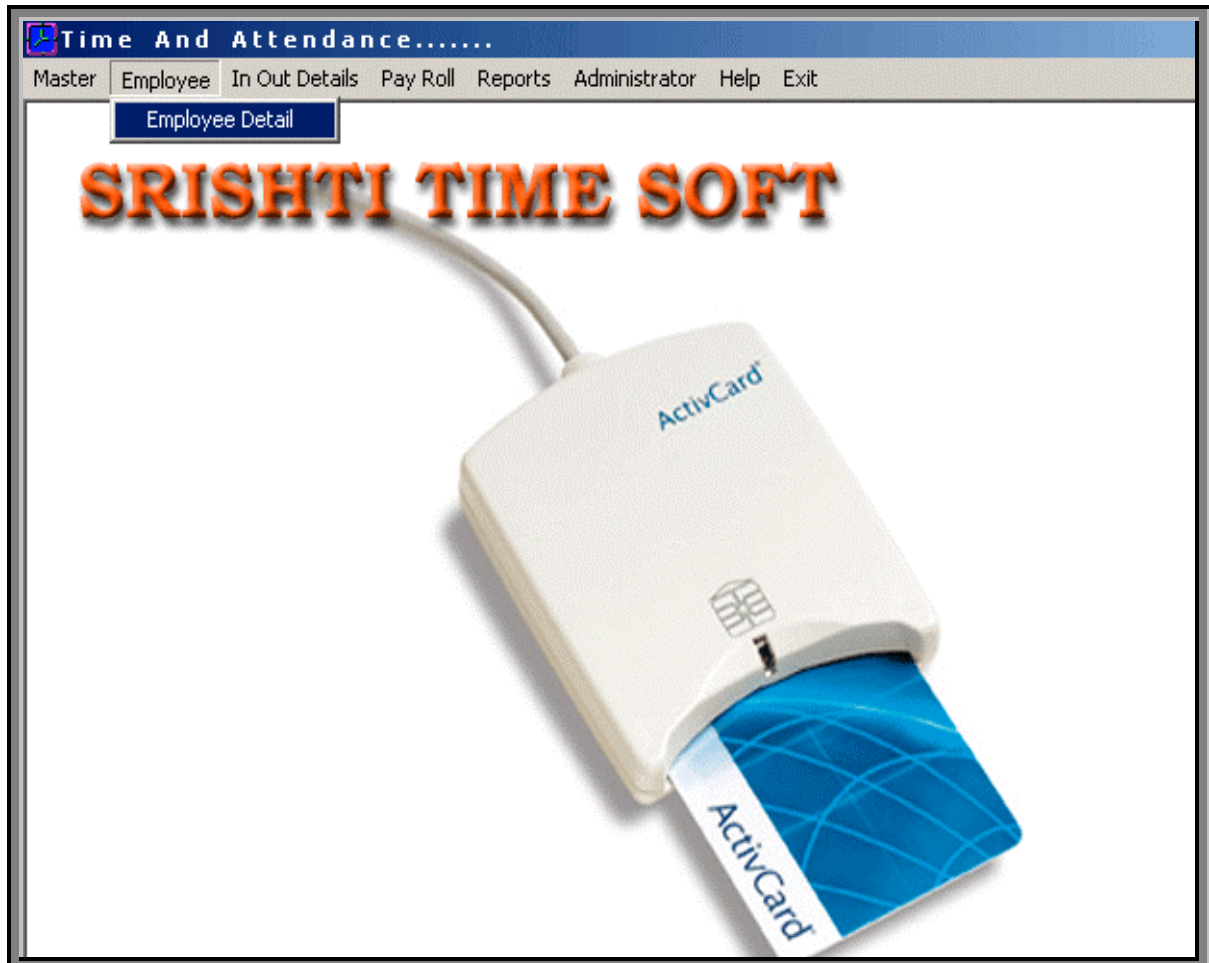 Time And Attendance.......
Master Employee In Out Details Pay Roll Reports Administrator Help Exit
Employee Detail
SRISHTI TIME SOFT
ActivCard
ActivCard